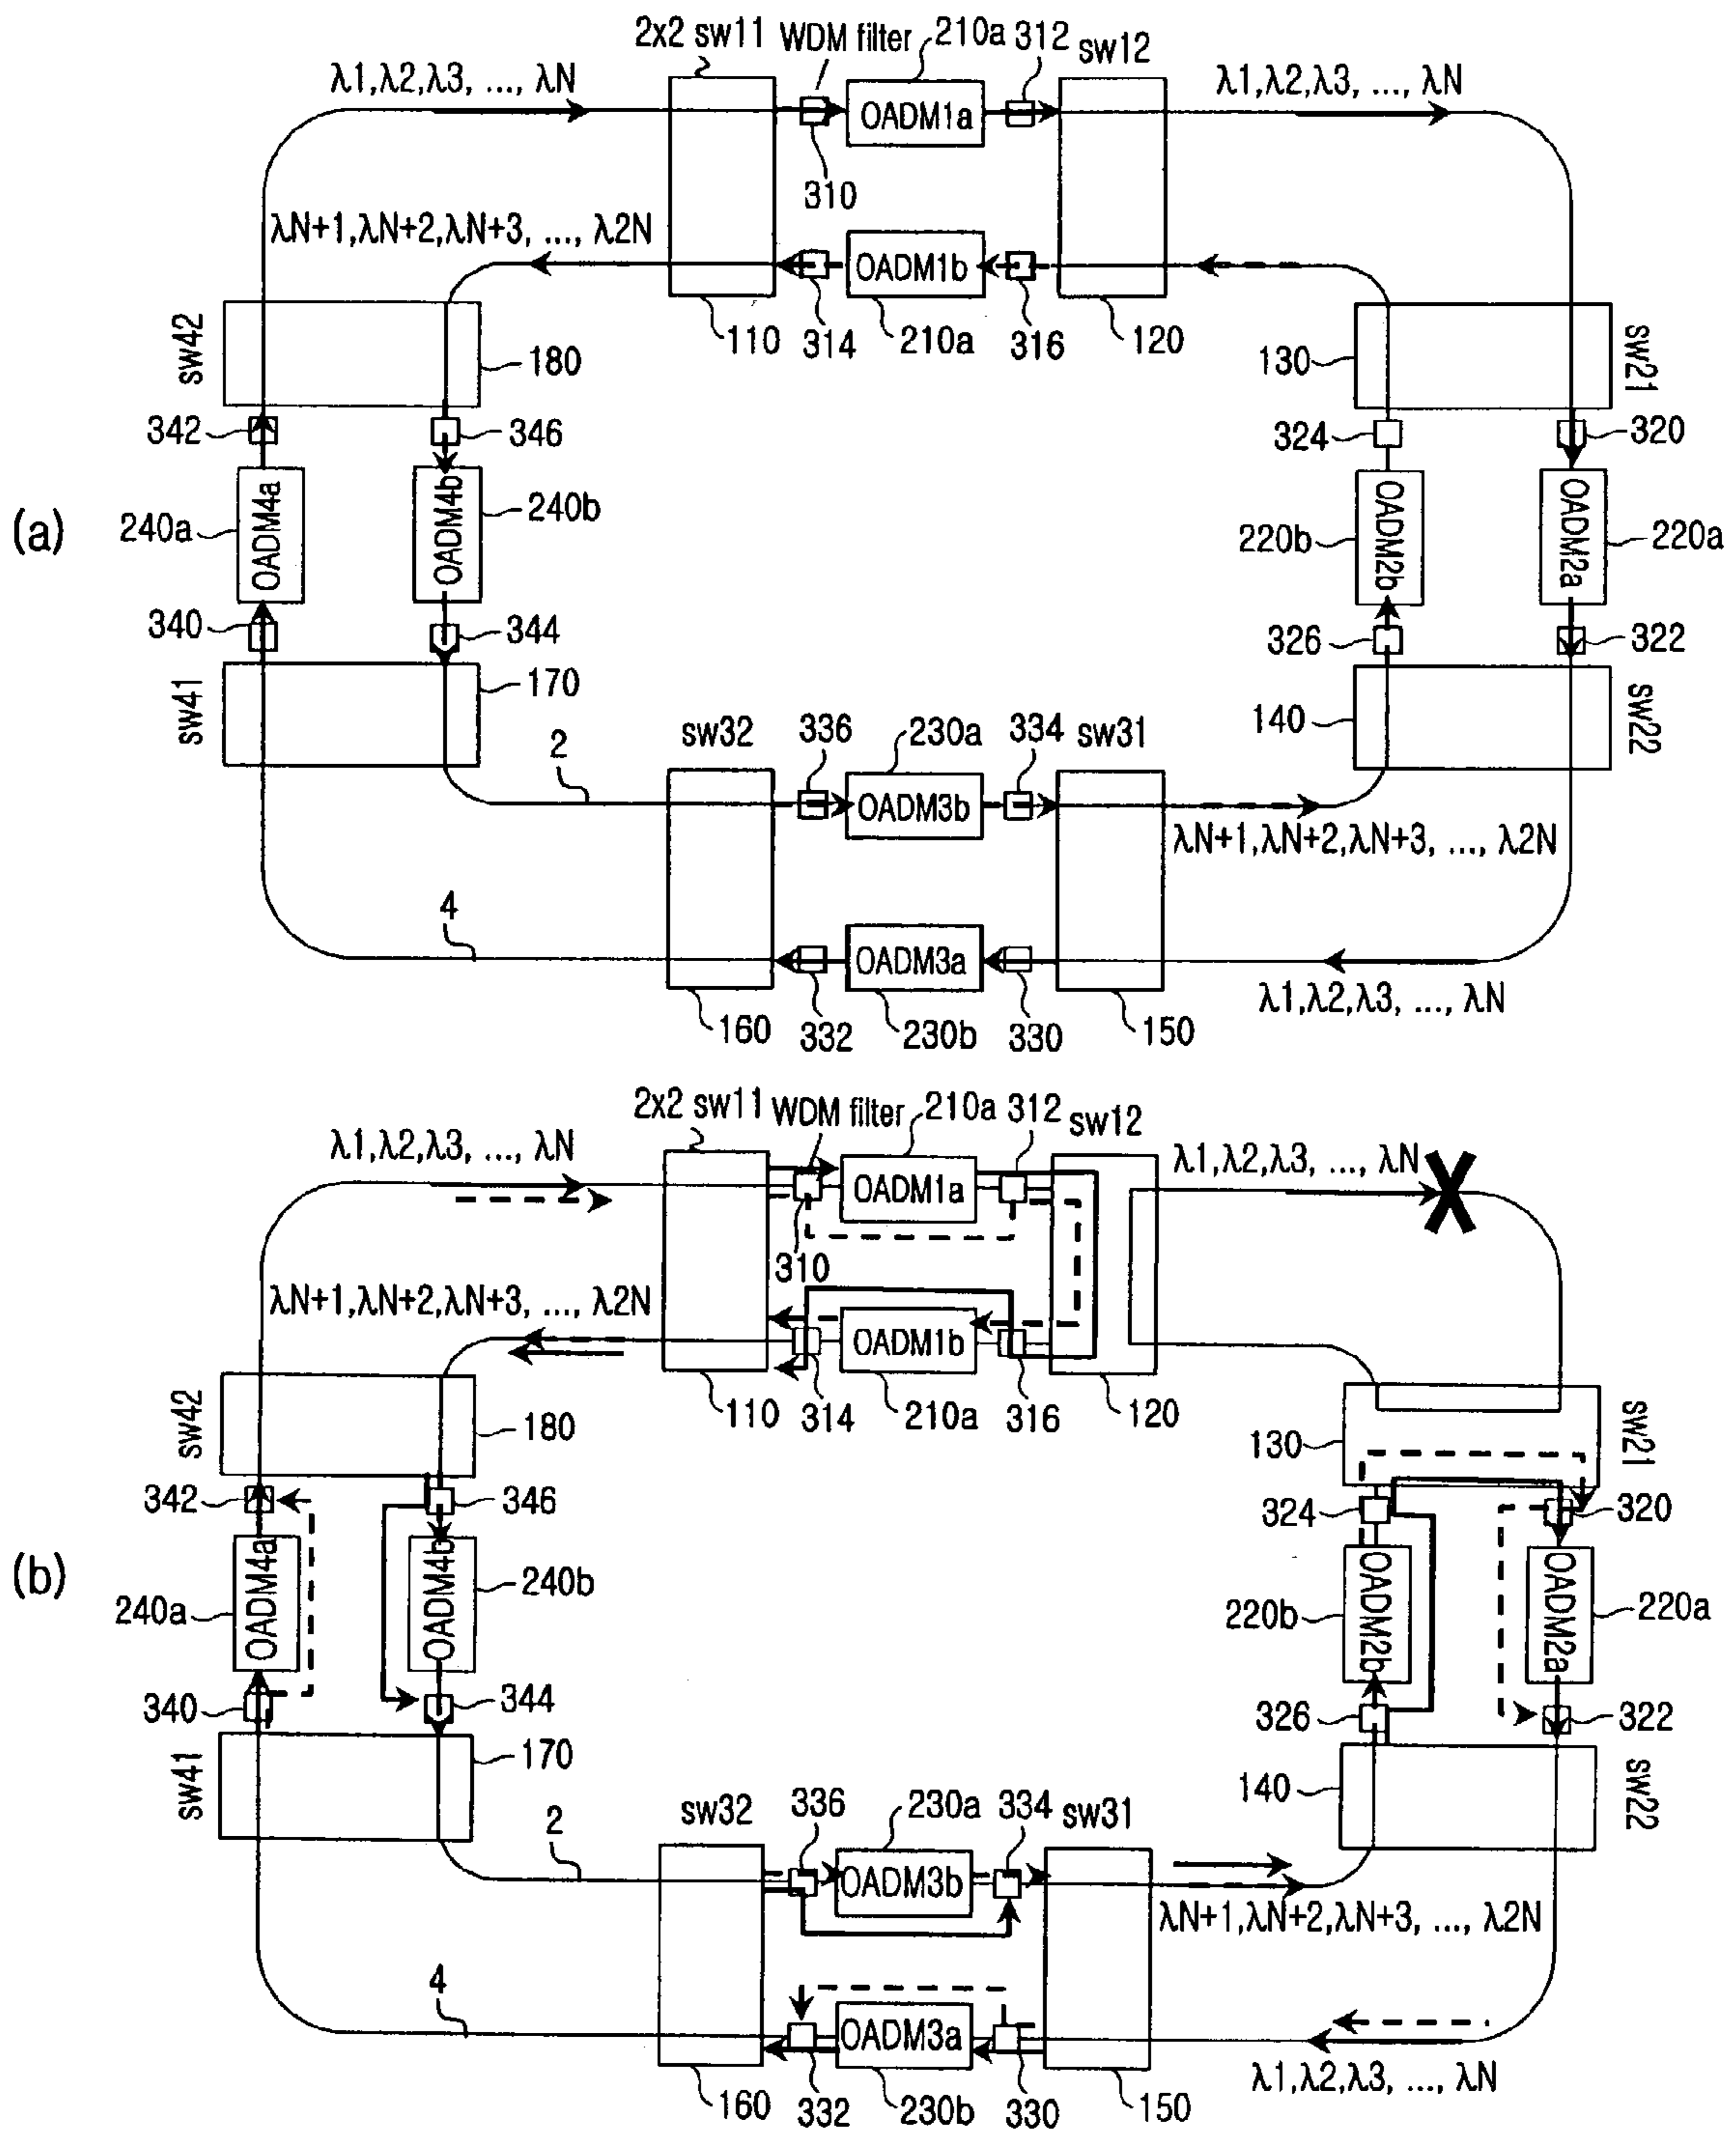 2x2 sw11 WDM filter 210a 312 sw12
λ1,λ2,λ3, ..., λN
λ1,λ2,λ3, ..., λN
OADM1a
310
λN+1,λN+2,λN+3, ..., λ2N
OADM1b
sw42
180
110
314
210a
316
120
130
sw21
342
346
324
320
(a)
240a
OADM4a
OADM4b
240b
220b
OADM2b
OADM2a
220a
340
344
326
322
sw41
170
140
sw22
2
sw32
336
230a
334
sw31
OADM3b
λN+1,λN+2,λN+3, ..., λ2N
4
OADM3a
λ1,λ2,λ3, ..., λN
160
332
230b
330
150
2x2 sw11 WDM filter 210a 312 sw12
λ1,λ2,λ3, ..., λN
λ1,λ2,λ3, ..., λN
OADM1a
310
λN+1,λN+2,λN+3, ..., λ2N
OADM1b
sw42
180
110
314
210a
316
120
130
sw21
342
346
324
320
(b)
240a
OADM4a
OADM4b
240b
220b
OADM2b
OADM2a
220a
340
344
326
322
sw41
170
140
sw22
2
sw32
336
230a
334
sw31
OADM3b
λN+1,λN+2,λN+3, ..., λ2N
4
OADM3a
λ1,λ2,λ3, ..., λN
160
332
230b
330
150